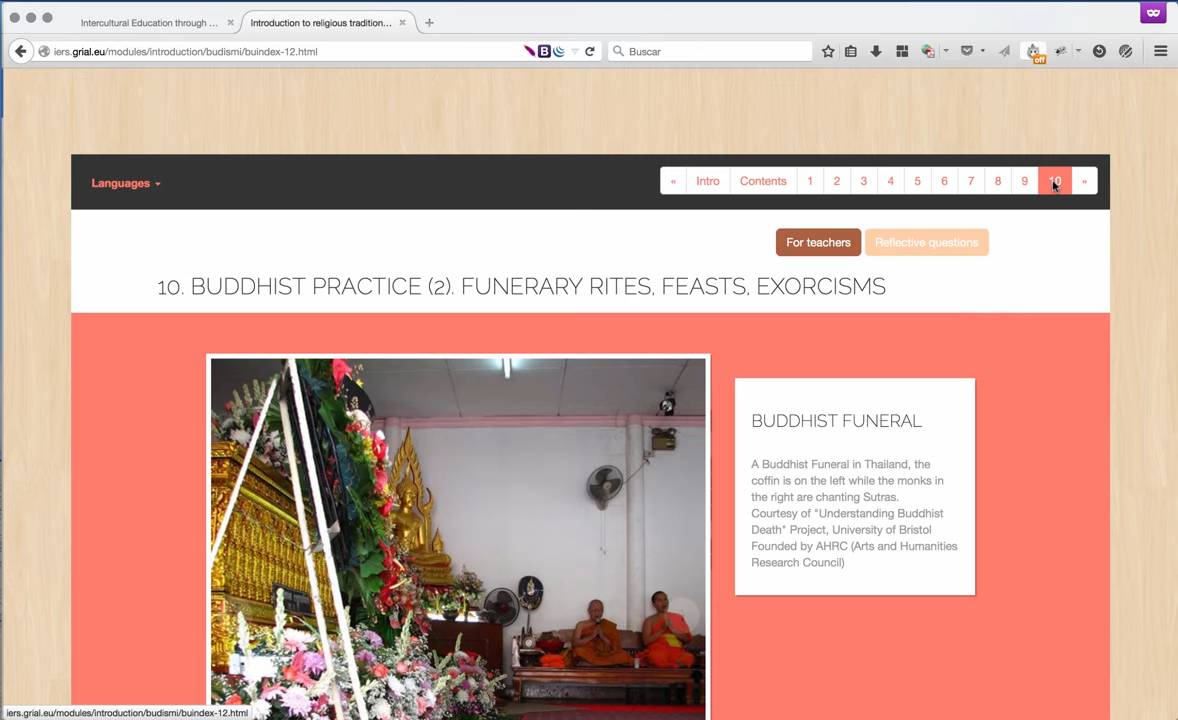 Intercultural Education through ...
Introduction to religious tradition...
iers.grial.eu/modules/introduction/budismi/buindex-12.html
B
Buscar
off
Languages
« Intro Contents 1 2 3 4 5 6 7 8 9 10 »
For teachers Reflective questions
10. BUDDHIST PRACTICE (2). FUNERARY RITES, FEASTS, EXORCISMS
BUDDHIST FUNERAL
A Buddhist Funeral in Thailand, the
coffin is on the left while the monks in
the right are chanting Sutras.
Courtesy of "Understanding Buddhist
Death" Project, University of Bristol
Founded by AHRC (Arts and Humanities
Research Council)
iers.grial.eu/modules/introduction/budismi/buindex-12.html